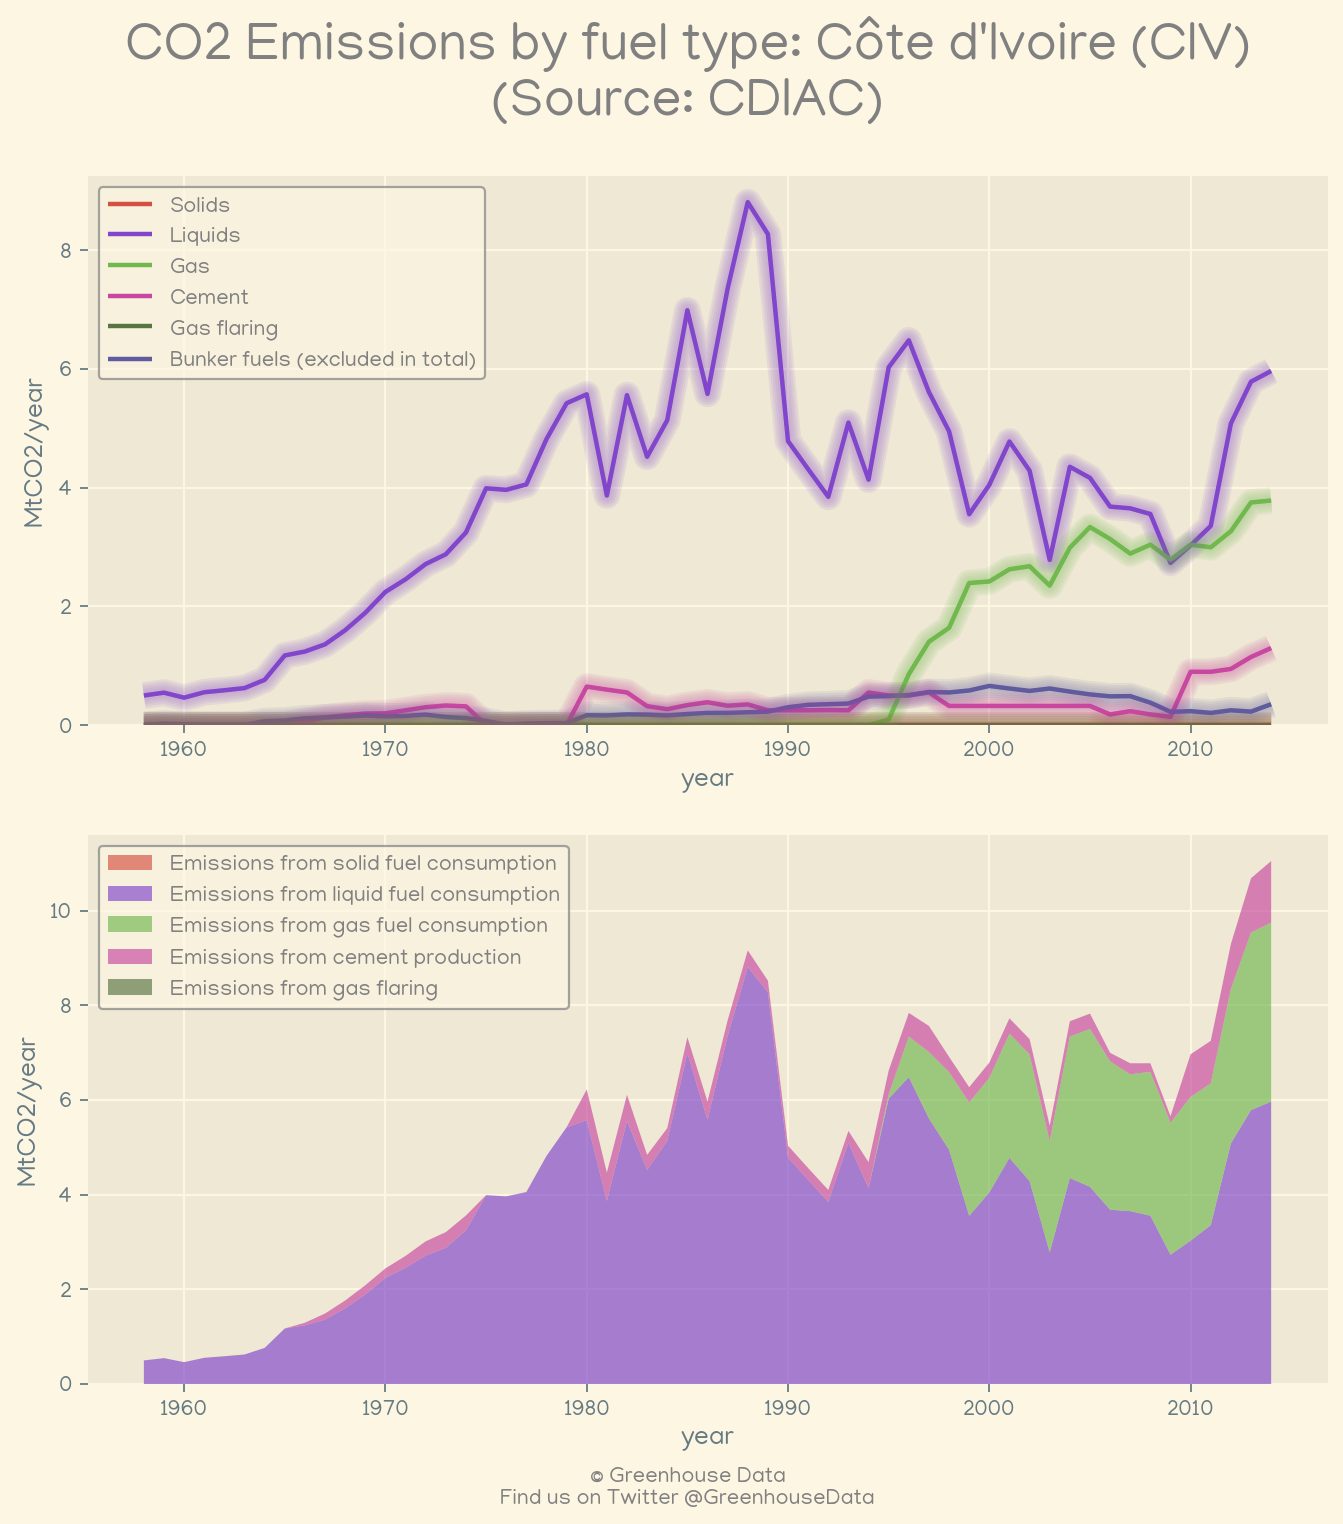 CO2 Emissions by fuel type: Côte d'Ivoire (CIV)
(Source: CDIAC)
Solids
Liquids
Gas
Cement
Gas flaring
Bunker fuels (excluded in total)
MtCO2/year
8
6
4
2
0
1960 1970 1980 1990 2000 2010
year
Emissions from solid fuel consumption
Emissions from liquid fuel consumption
Emissions from gas fuel consumption
Emissions from cement production
Emissions from gas flaring
MtCO2/year
10
8
6
4
2
0
1960 1970 1980 1990 2000 2010
year
© Greenhouse Data
Find us on Twitter @GreenhouseData